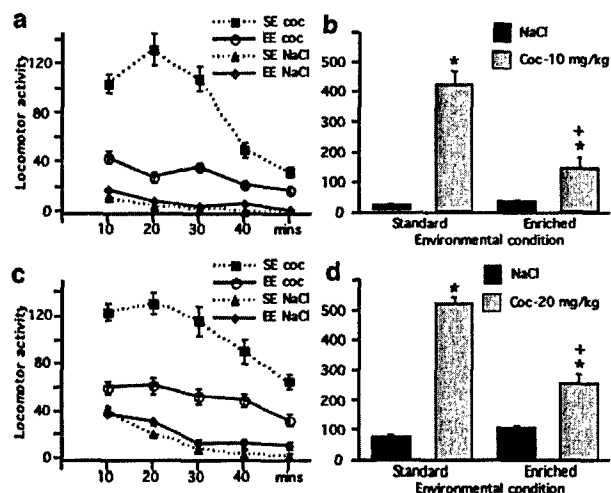 a
SE coc
EE coc
SE NaCl
EE NaCl
Locomotor activity
120
80
40
0
10 20 30 40 mins
b
NaCl
Coc-10 mg/kg
500
400
300
200
100
0
*
+
*
Standard Enriched
Environmental condition
c
SE coc
EE coc
SE NaCl
EE NaCl
Locomotor activity
120
80
40
0
10 20 30 40 mins
d
NaCl
Coc-20 mg/kg
500
400
300
200
100
0
*
+
*
Standard Enriched
Environmental condition